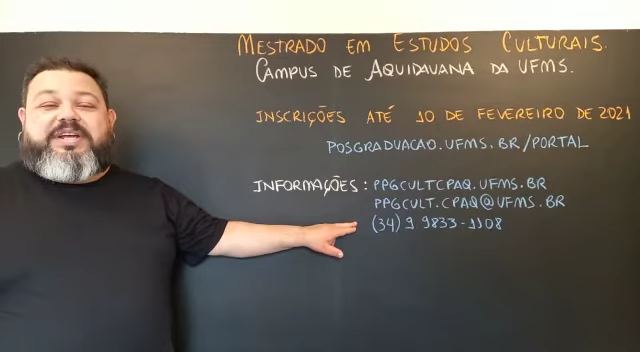 MESTRADO EM ESTUDOS CULTURAIS.
CAMPUS DE AQUIDAUANA DA UFMS.
INSCRIÇÕES ATÉ 10 DE FEVEREIRO DE 2021
POSGRADUACAO.UFMS.BR/PORTAL
INFORMAÇÕES: PPGCULTCPAQ.UFMS.BR
PPGCULT.CPAQ@UFMS.BR
(34) 9 9833-1108